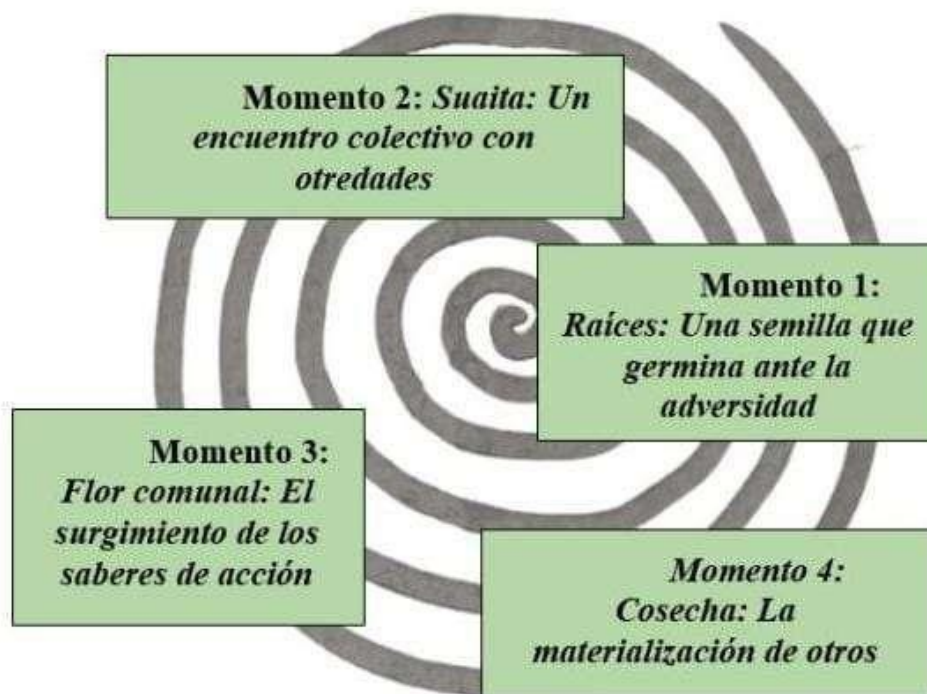 Momento 2: Suaita: Un
encuentro colectivo con
otredades
Momento 1:
Raíces: Una semilla que
germina ante la
adversidad
Momento 3:
Flor comunal: El
surgimiento de los
saberes de acción
Momento 4:
Cosecha: La
materialización de otros